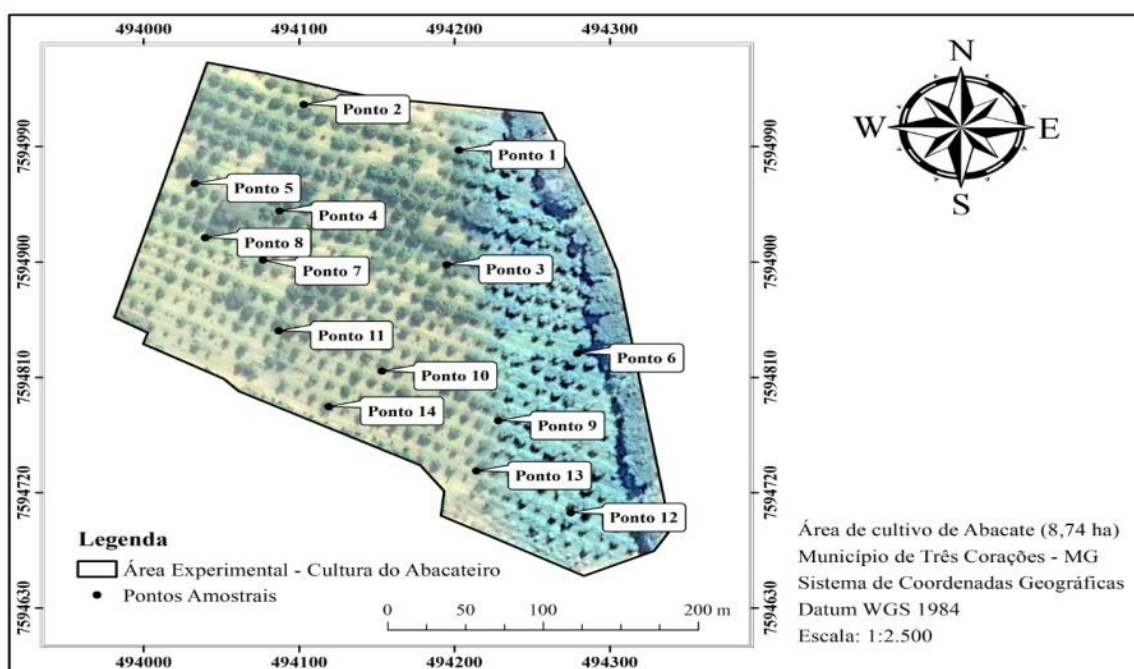 494000 494100 494200 494300
N
W E
S
7594990 7594990
7594900 7594900
7594810 7594810
7594720 7594720
7594630 7594630
Ponto 2
Ponto 1
Ponto 5
Ponto 4
Ponto 8
Ponto 7
Ponto 3
Ponto 11
Ponto 6
Ponto 10
Ponto 14
Ponto 9
Ponto 13
Ponto 12
Legenda
Área Experimental - Cultura do Abacateiro
Pontos Amostrais
0 50 100 200 m
Área de cultivo de Abacate (8,74 ha)
Município de Três Corações - MG
Sistema de Coordenadas Geográficas
Datum WGS 1984
Escala: 1:2.500
494000 494100 494200 494300